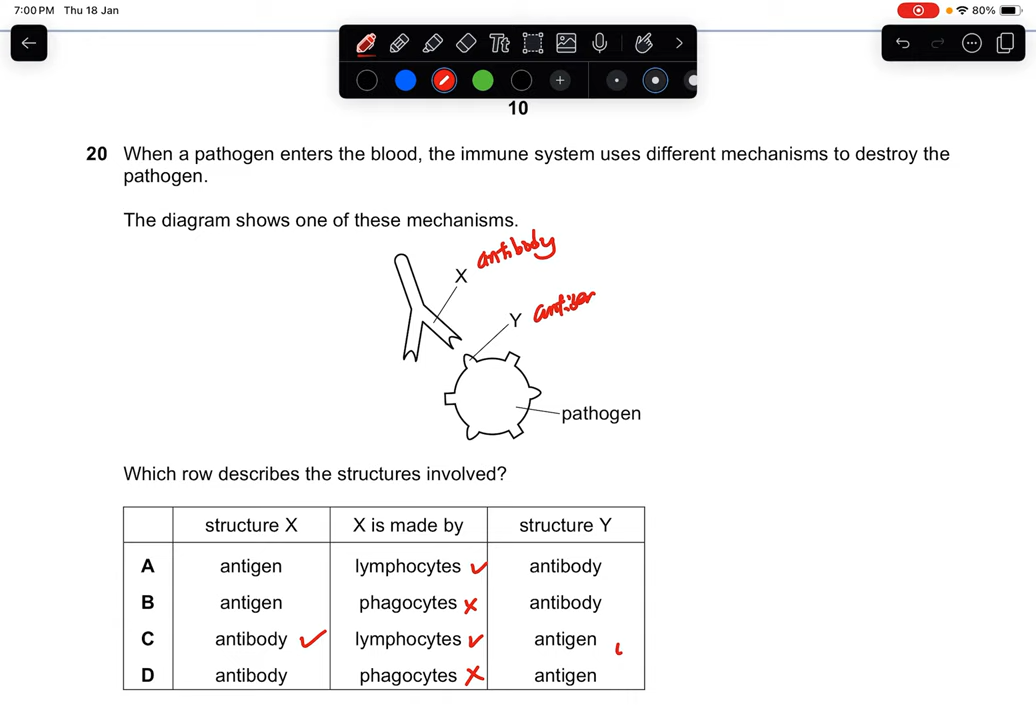 7:00 PM Thu 18 Jan
80%
Tt
10
20 When a pathogen enters the blood, the immune system uses different mechanisms to destroy the
pathogen.
The diagram shows one of these mechanisms.
X antibody
Y
pathogen
Which row describes the structures involved?
structure X X is made by structure Y
A antigen lymphocytes ✓ antibody
B antigen phagocytes ✗ antibody
C antibody ✓ lymphocytes ✓ antigen
D antibody phagocytes ✗ antigen